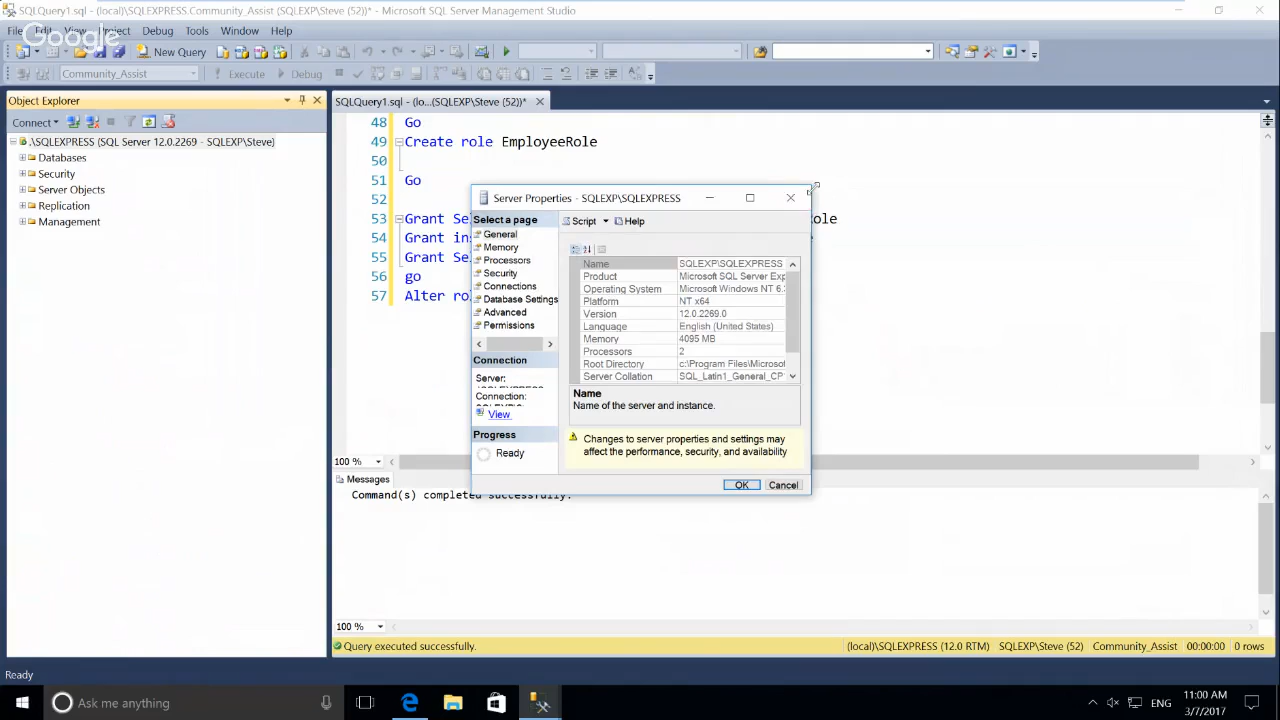 SQLQuery1.sql - (local)\SQLEXPRESS.Community_Assist (SQLEXP\Steve (52))* - Microsoft SQL Server Management Studio
File Edit View Project Debug Tools Window Help
Google
New Query
Community_Assist Execute Debug
Object Explorer
SQLQuery1.sql - (lo...(SQLEXP\Steve (52))*
Connect
.\SQLEXPRESS (SQL Server 12.0.2269 - SQLEXP\Steve)
Databases
Security
Server Objects
Replication
Management
48 Go
49 Create role EmployeeRole
50
51 Go
52
53 Grant Se ole
54 Grant in
55 Grant Se
56 go
57 Alter ro
Server Properties - SQLEXP\SQLEXPRESS
Select a page
General
Memory
Processors
Security
Connections
Database Settings
Advanced
Permissions
Connection
Server:
Connection:
View
Progress
Ready
Script Help
Name SQLEXP\SQLEXPRESS
Product Microsoft SQL Server Exp
Operating System Microsoft Windows NT 6.
Platform NT x64
Version 12.0.2269.0
Language English (United States)
Memory 4095 MB
Processors 2
Root Directory c:\Program Files\Microsof
Server Collation SQL_Latin1_General_CP
Name
Name of the server and instance.
Changes to server properties and settings may
affect the performance, security, and availability
OK Cancel
100 %
Messages
Command(s) completed successfully.
100 %
Query executed successfully. (local)\SQLEXPRESS (12.0 RTM) SQLEXP\Steve (52) Community_Assist 00:00:00 0 rows
Ready
Ask me anything
ENG
11:00 AM
3/7/2017